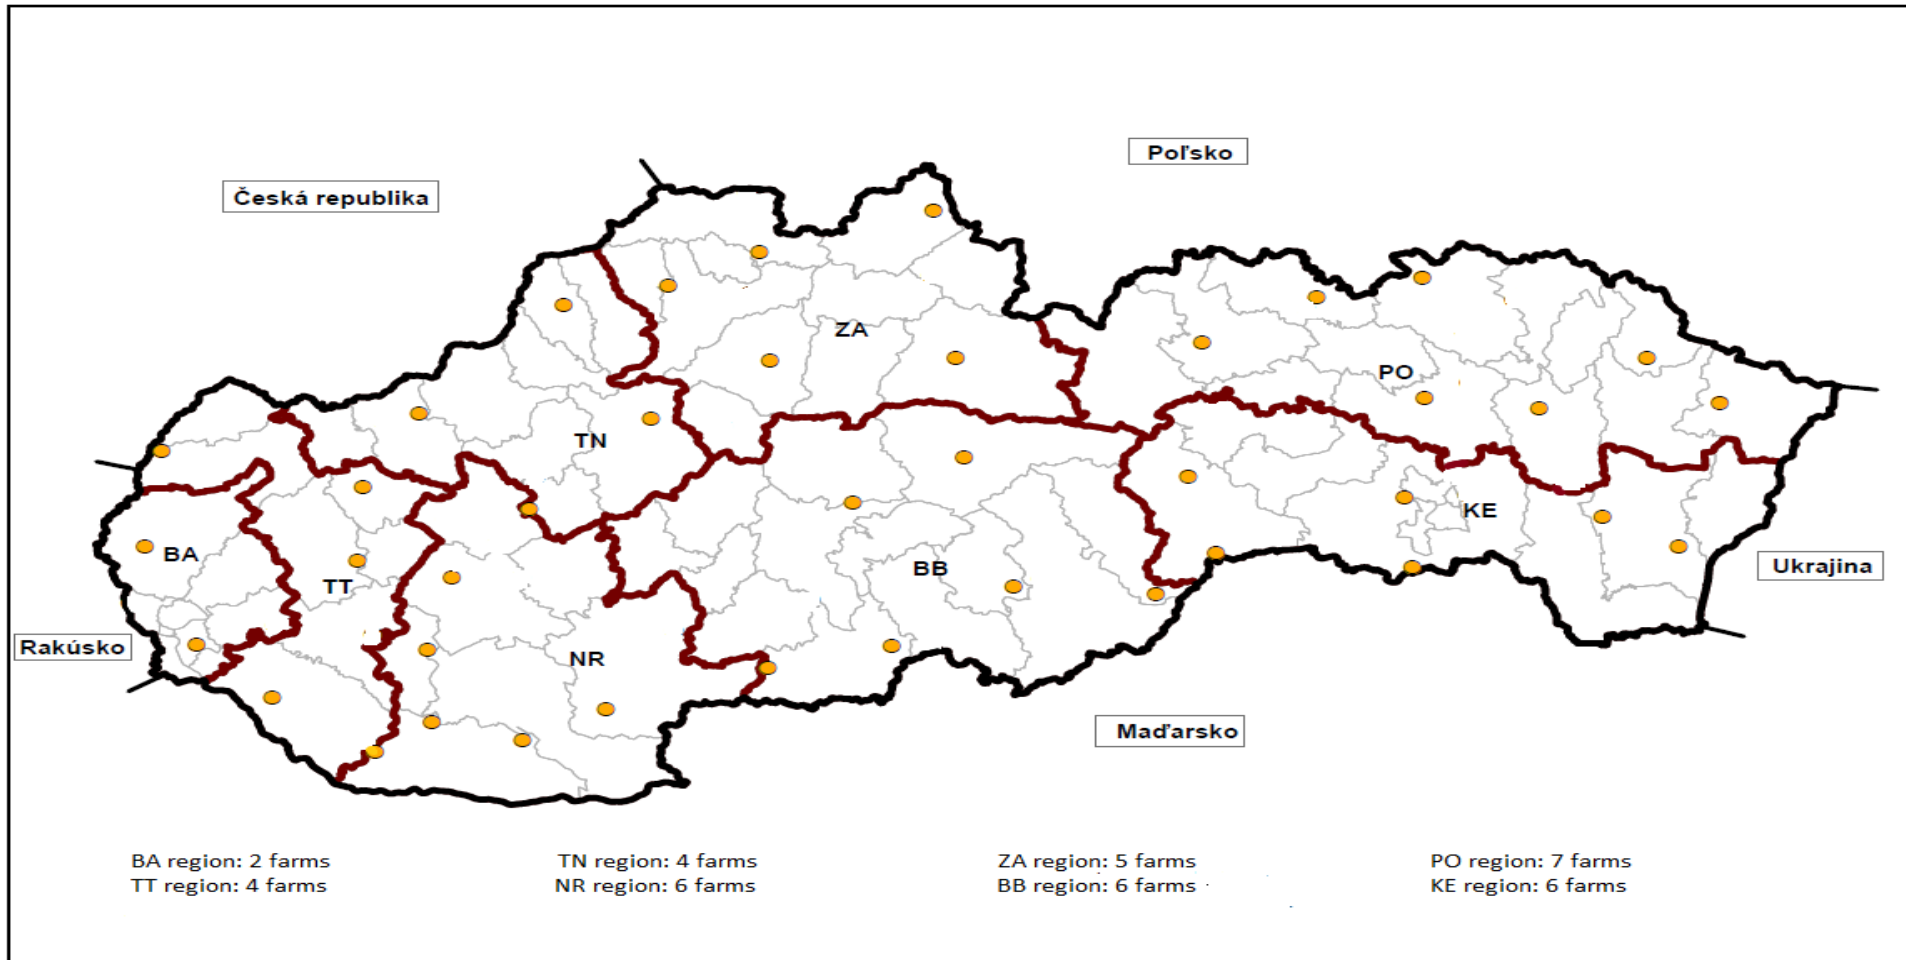 Poľsko
Česká republika
ZA
PO
TN
KE
BA
BB
Ukrajina
TT
Rakúsko
NR
Maďarsko
BA region: 2 farms
TN region: 4 farms
ZA region: 5 farms
PO region: 7 farms
TT region: 4 farms
NR region: 6 farms
BB region: 6 farms
KE region: 6 farms